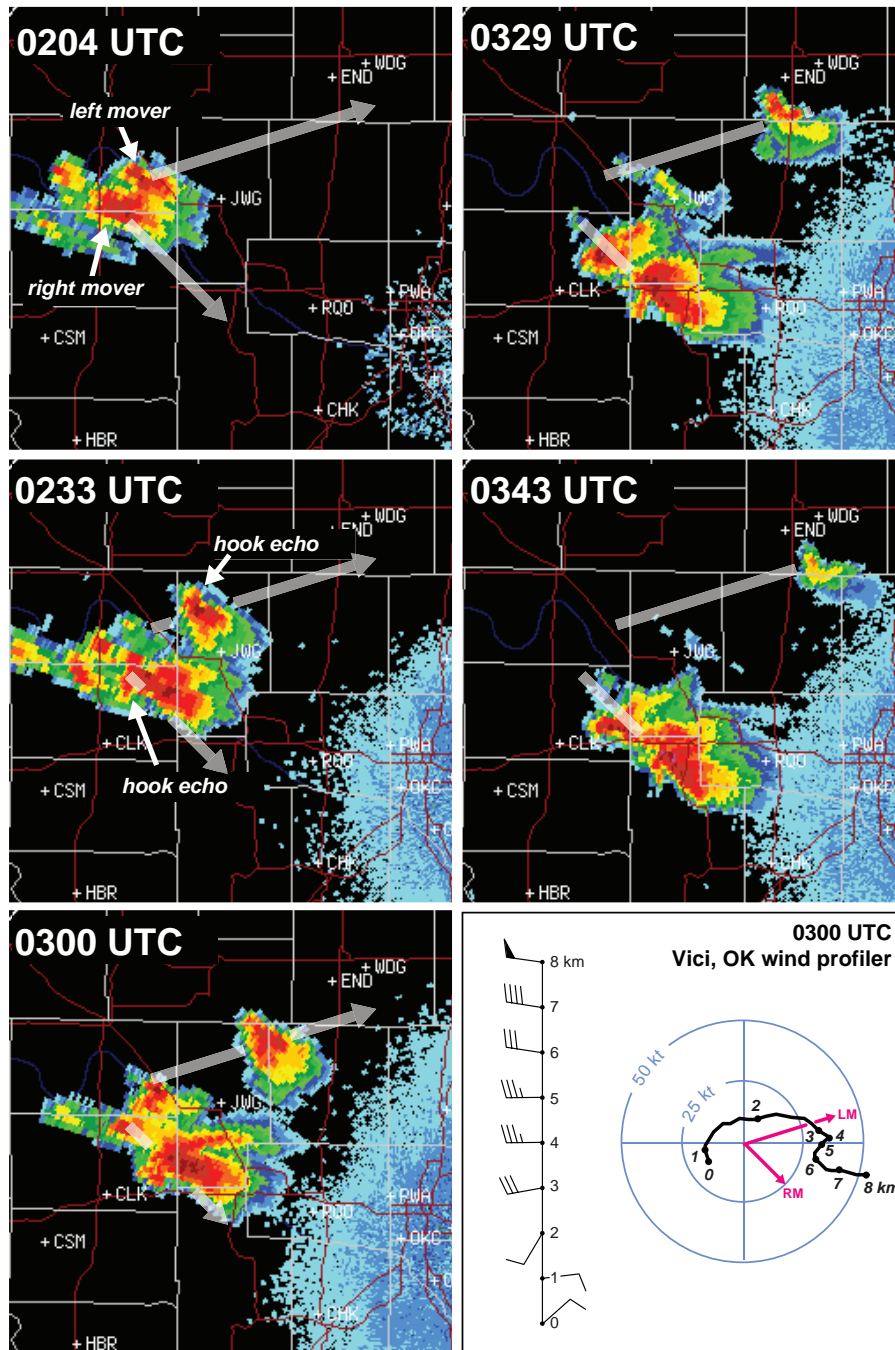 0204 UTC
left mover
right mover
+ END
+ WDG
+ JWG
+ RQO
+ PWA
+ OKC
+ CSM
+ CHK
+ HBR
0329 UTC
+ END
+ WDG
+ JWG
+ CLK
+ RQO
+ PWA
+ OKC
+ CHK
0233 UTC
hook echo
hook echo
END
+ WDG
+ JWG
+ CLK
+ RQO
+ PWA
+ CSM
+ OKC
+ CHK
+ HBR
0343 UTC
+ END
+ WDG
+ JWG
+ CLK
+ RQO
+ PWA
+ OKC
+ CHK
0300 UTC
+ END
+ WDG
+ JWG
+ CLK
+ RQO
+ PWA
+ CSM
+ OKC
+ CHK
+ HBR
0300 UTC
Vici, OK wind profiler
8 km
7
6
5
4
3
2
1
0
50 kt
25 kt
LM
RM
0
1
2
3
4
5
6
7
8 km